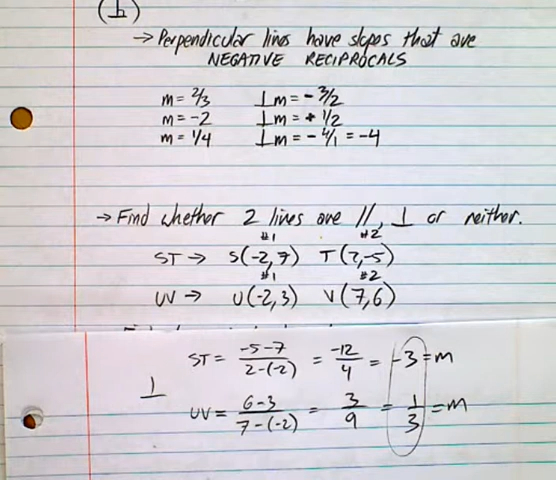 (⊥)
→ Perpendicular lines have slopes that are
NEGATIVE RECIPROCALS
m = 2/3 ⊥m = - 3/2
m = -2 ⊥m = + 1/2
m = 1/4 ⊥m = - 4/1 = -4
→ Find whether 2 lines are //, ⊥ or neither.
#1 #2
ST → S(-2, 7) T(2,-5)
#1 #2
UV → U(-2,3) V(7,6)
ST = -5-7 / 2-(-2) = -12/4 = -3 = m
⊥
UV = 6-3 / 7-(-2) = 3/9 = 1/3 = m